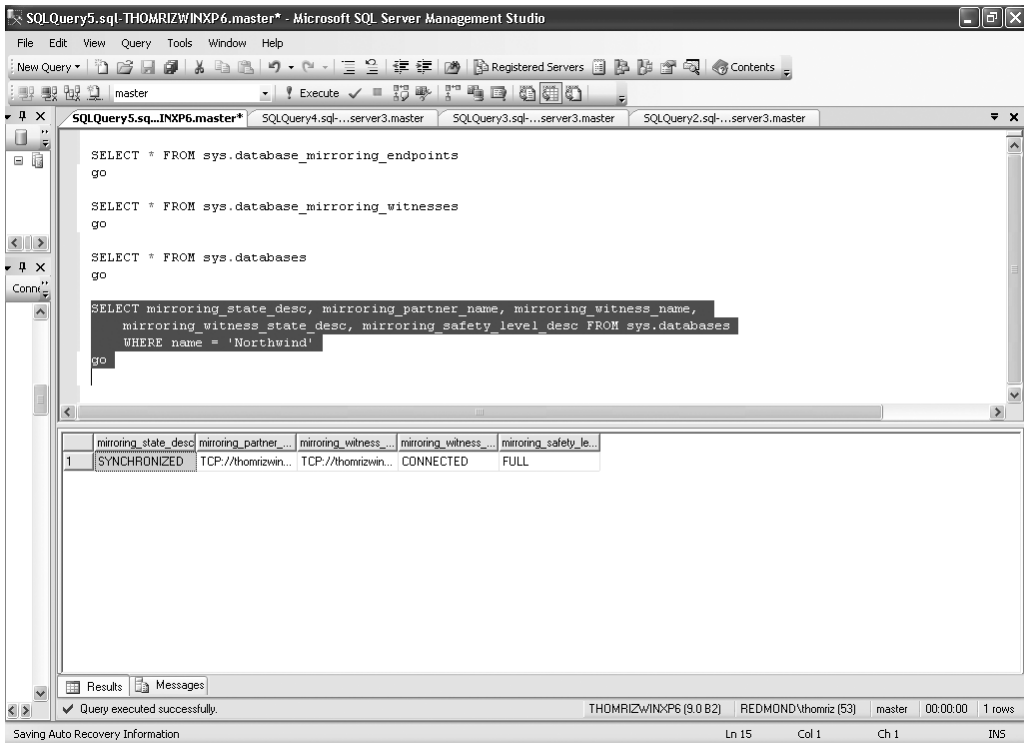 SQLQuery5.sql-THOMRIZWINXP6.master* - Microsoft SQL Server Management Studio
File Edit View Query Tools Window Help
New Query Registered Servers Contents
master Execute
SQLQuery5.sq...INXP6.master* SQLQuery4.sql-...server3.master SQLQuery3.sql-...server3.master SQLQuery2.sql-...server3.master
SELECT * FROM sys.database_mirroring_endpoints
go
SELECT * FROM sys.database_mirroring_witnesses
go
SELECT * FROM sys.databases
go
Conne
SELECT mirroring_state_desc, mirroring_partner_name, mirroring_witness_name,
mirroring_witness_state_desc, mirroring_safety_level_desc FROM sys.databases
WHERE name = 'Northwind'
go
mirroring_state_desc mirroring_partner_... mirroring_witness_... mirroring_witness_... mirroring_safety_le...
1 SYNCHRONIZED TCP://thomrizwin... TCP://thomrizwin... CONNECTED FULL
Results Messages
Query executed successfully. THOMRIZWINXP6 (9.0 B2) REDMOND\thomriz (53) master 00:00:00 1 rows
Saving Auto Recovery Information Ln 15 Col 1 Ch 1 INS